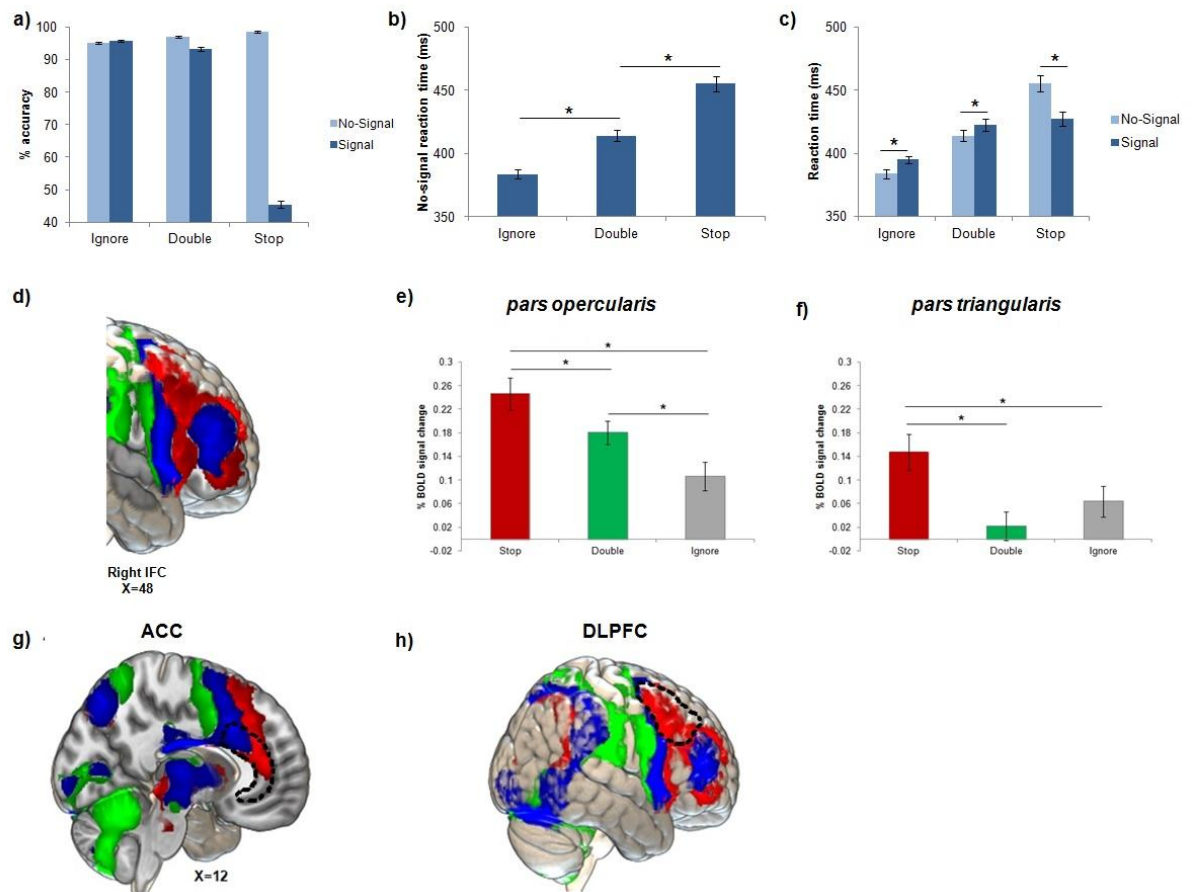 a)
% accuracy
100
90
80
70
60
50
40
Ignore
Double
Stop
No-Signal
Signal
b)
No-signal reaction time (ms)
500
450
400
350
*
*
Ignore
Double
Stop
c)
Reaction time (ms)
500
450
400
350
*
*
*
Ignore
Double
Stop
No-Signal
Signal
d)
Right IFC
X=48
e)
pars opercularis
% BOLD signal change
0.3
0.26
0.22
0.18
0.14
0.1
0.06
0.02
-0.02
*
*
*
Stop
Double
Ignore
f)
pars triangularis
% BOLD signal change
0.3
0.26
0.22
0.18
0.14
0.1
0.06
0.02
-0.02
*
*
Stop
Double
Ignore
g)
ACC
X=12
h)
DLPFC